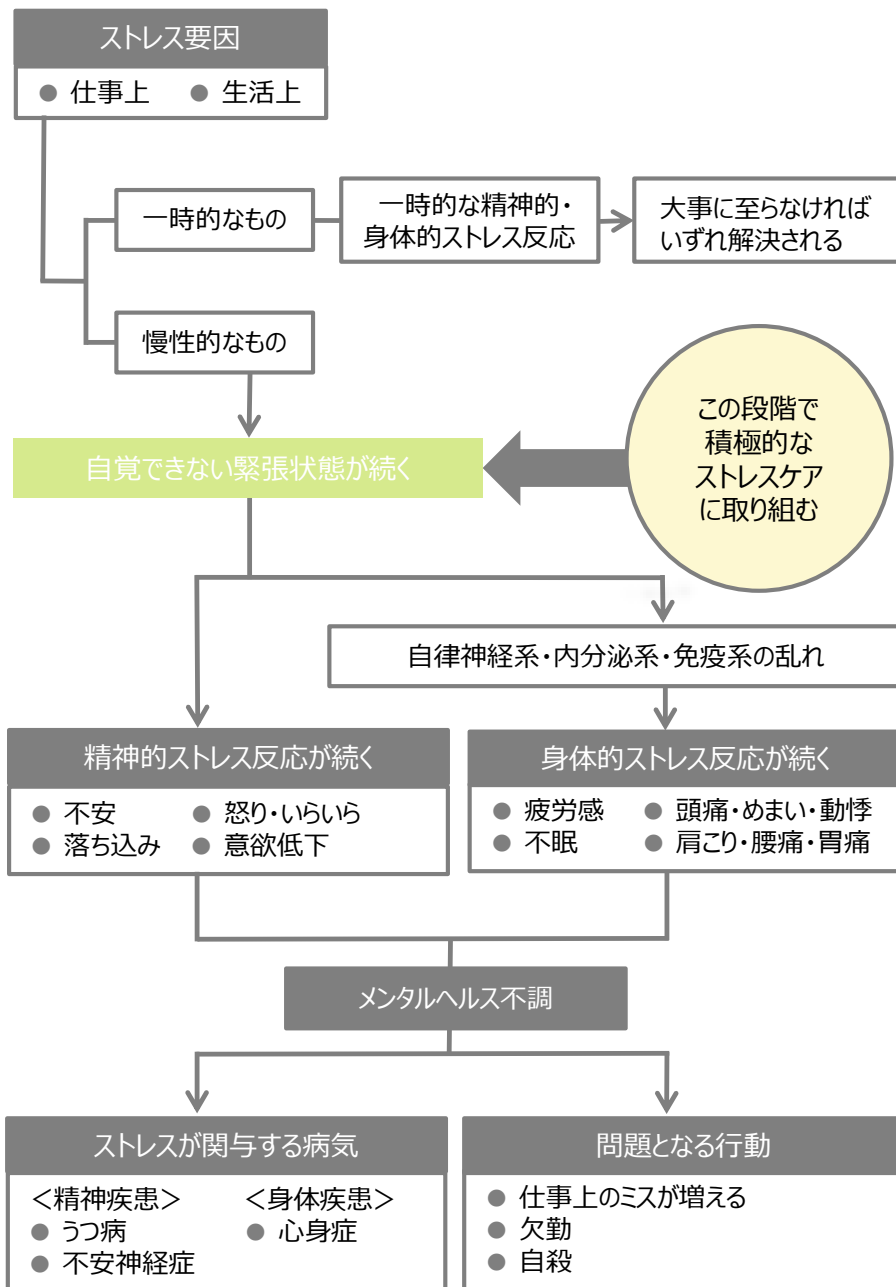 ストレス要因
● 仕事上 ● 生活上
一時的なもの
一時的な精神的・
身体的ストレス反応
大事に至らなければ
いずれ解決される
慢性的なもの
この段階で
積極的な
ストレスケア
に取り組む
自覚できない緊張状態が続く
自律神経系・内分泌系・免疫系の乱れ
精神的ストレス反応が続く
● 不安 ● 怒り・いらいら
● 落ち込み ● 意欲低下
身体的ストレス反応が続く
● 疲労感 ● 頭痛・めまい・動悸
● 不眠 ● 肩こり・腰痛・胃痛
メンタルヘルス不調
ストレスが関与する病気
＜精神疾患＞ ＜身体疾患＞
● うつ病 ● 心身症
● 不安神経症
問題となる行動
● 仕事上のミスが増える
● 欠勤
● 自殺